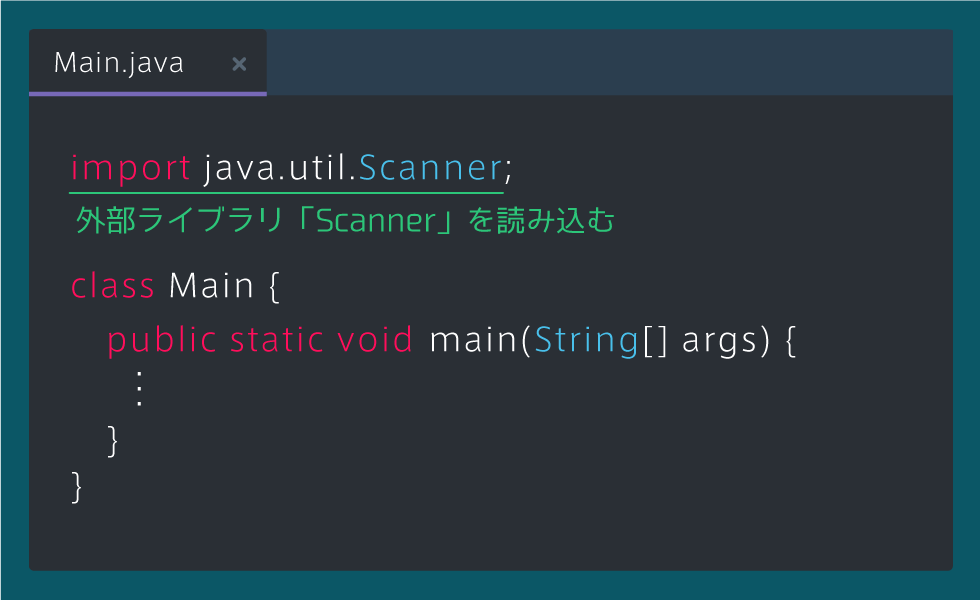 Main.java ×
import java.util.Scanner;
外部ライブラリ「Scanner」を読み込む
class Main {
public static void main(String[] args) {
⋮
}
}